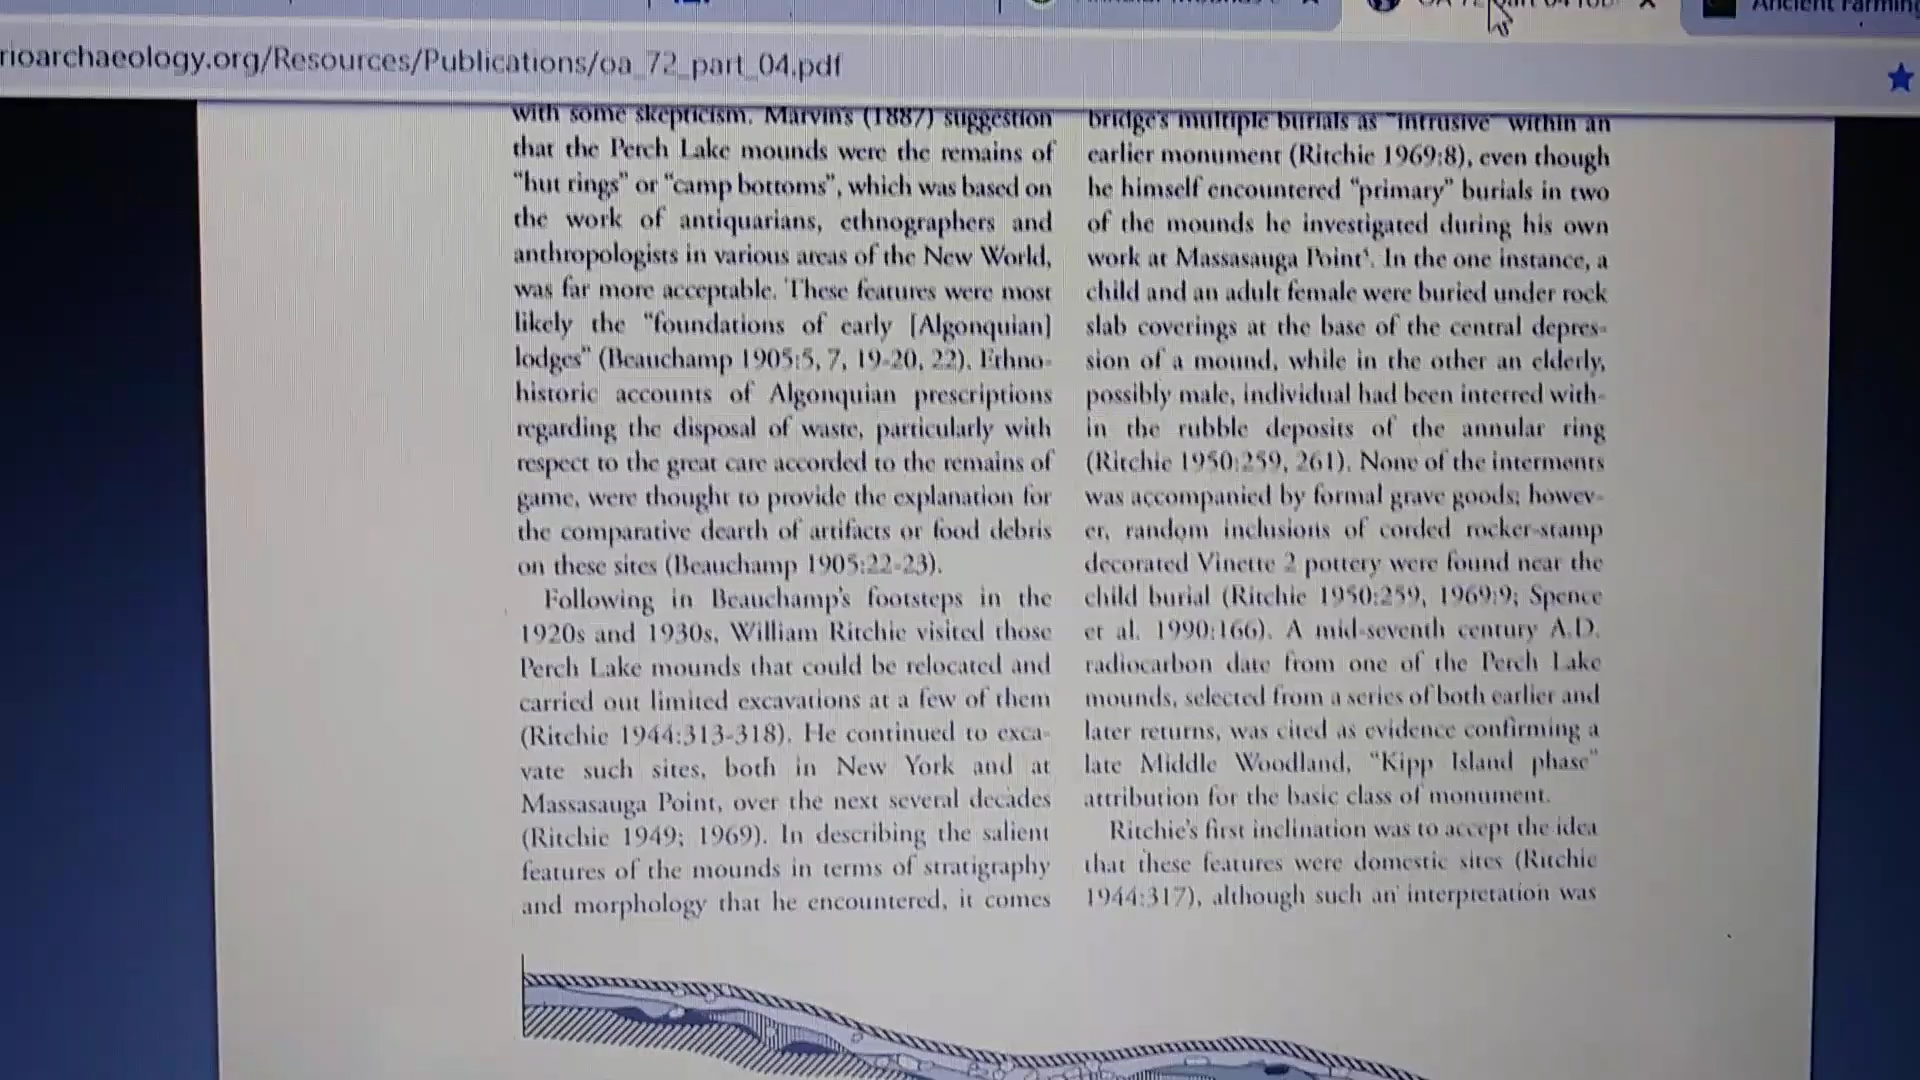 rioarchaeology.org/Resources/Publications/oa_72_part_04.pdf
with some skepticism. Marvin's (1887) suggestion
that the Perch Lake mounds were the remains of
"hut rings" or "camp bottoms", which was based on
the work of antiquarians, ethnographers and
anthropologists in various areas of the New World,
was far more acceptable. These features were most
likely the "foundations of early [Algonquian]
lodges" (Beauchamp 1905:5, 7, 19-20, 22). Ethno-
historic accounts of Algonquian prescriptions
regarding the disposal of waste, particularly with
respect to the great care accorded to the remains of
game, were thought to provide the explanation for
the comparative dearth of artifacts or food debris
on these sites (Beauchamp 1905:22-23).
Following in Beauchamp's footsteps in the
1920s and 1930s, William Ritchie visited those
Perch Lake mounds that could be relocated and
carried out limited excavations at a few of them
(Ritchie 1944:313-318). He continued to exca-
vate such sites, both in New York and at
Massasauga Point, over the next several decades
(Ritchie 1949; 1969). In describing the salient
features of the mounds in terms of stratigraphy
and morphology that he encountered, it comes
bridge's multiple burials as "intrusive" within an
earlier monument (Ritchie 1969:8), even though
he himself encountered "primary" burials in two
of the mounds he investigated during his own
work at Massasauga Point. In the one instance, a
child and an adult female were buried under rock
slab coverings at the base of the central depres-
sion of a mound, while in the other an elderly,
possibly male, individual had been interred with-
in the rubble deposits of the annular ring
(Ritchie 1950:259, 261). None of the interments
was accompanied by formal grave goods; howev-
er, random inclusions of corded rocker-stamp
decorated Vinette 2 pottery were found near the
child burial (Ritchie 1950:259, 1969:9; Spence
et al. 1990:166). A mid-seventh century A.D.
radiocarbon date from one of the Perch Lake
mounds, selected from a series of both earlier and
later returns, was cited as evidence confirming a
late Middle Woodland, "Kipp Island phase"
attribution for the basic class of monument.
Ritchie's first inclination was to accept the idea
that these features were domestic sites (Ritchie
1944:317), although such an interpretation was